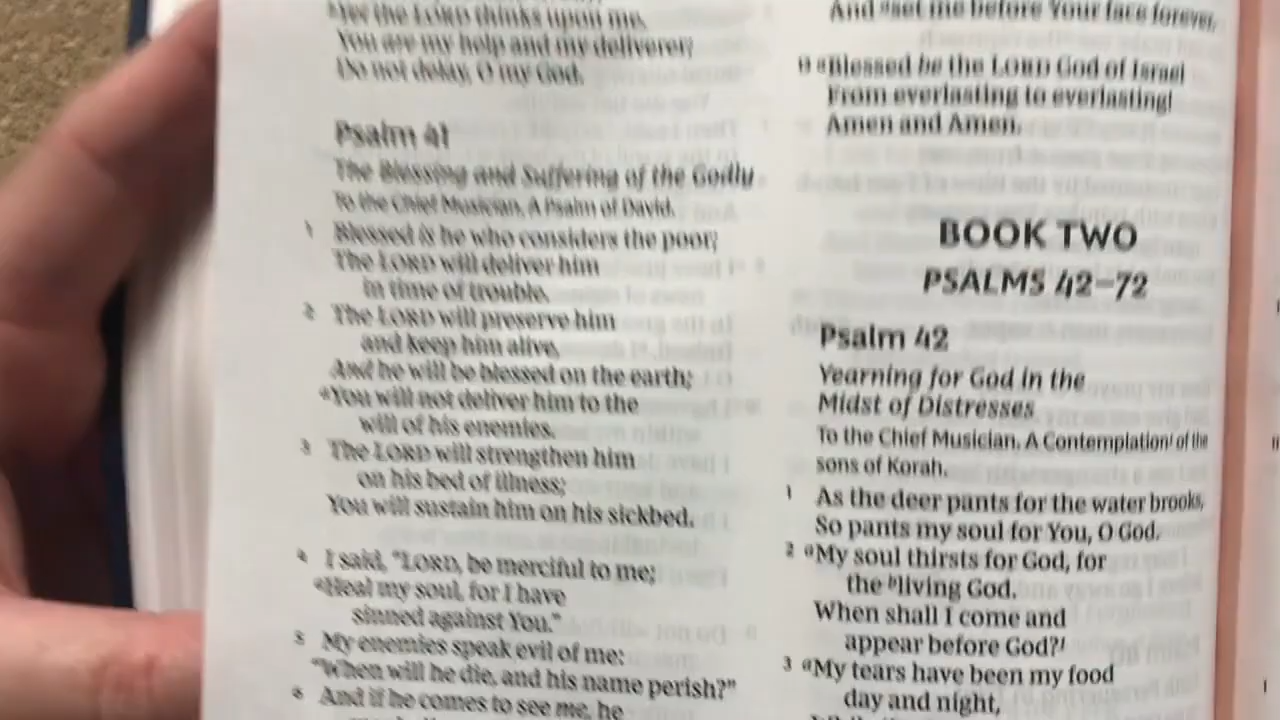 Yet the LORD thinks upon me.
You are my help and my deliverer;
Do not delay, O my God.
Psalm 41
The Blessing and Suffering of the Godly
To the Chief Musician. A Psalm of David.
1 Blessed is he who considers the poor;
The LORD will deliver him
in time of trouble.
2 The LORD will preserve him
and keep him alive,
And he will be blessed on the earth;
aYou will not deliver him to the
will of his enemies.
3 The LORD will strengthen him
on his bed of illness;
You will sustain him on his sickbed.
4 I said, "LORD, be merciful to me;
aHeal my soul, for I have
sinned against You."
5 My enemies speak evil of me:
"When will he die, and his name perish?"
6 And if he comes to see me, he
And aset me before Your face forever.
13 aBlessed be the LORD God of Israel
From everlasting to everlasting!
Amen and Amen.
BOOK TWO
PSALMS 42–72
Psalm 42
Yearning for God in the
Midst of Distresses
To the Chief Musician. A Contemplation1 of the
sons of Korah.
1 As the deer pants for the water brooks,
So pants my soul for You, O God.
2 aMy soul thirsts for God, for
the bliving God.
When shall I come and
appear before God?1
3 aMy tears have been my food
day and night,